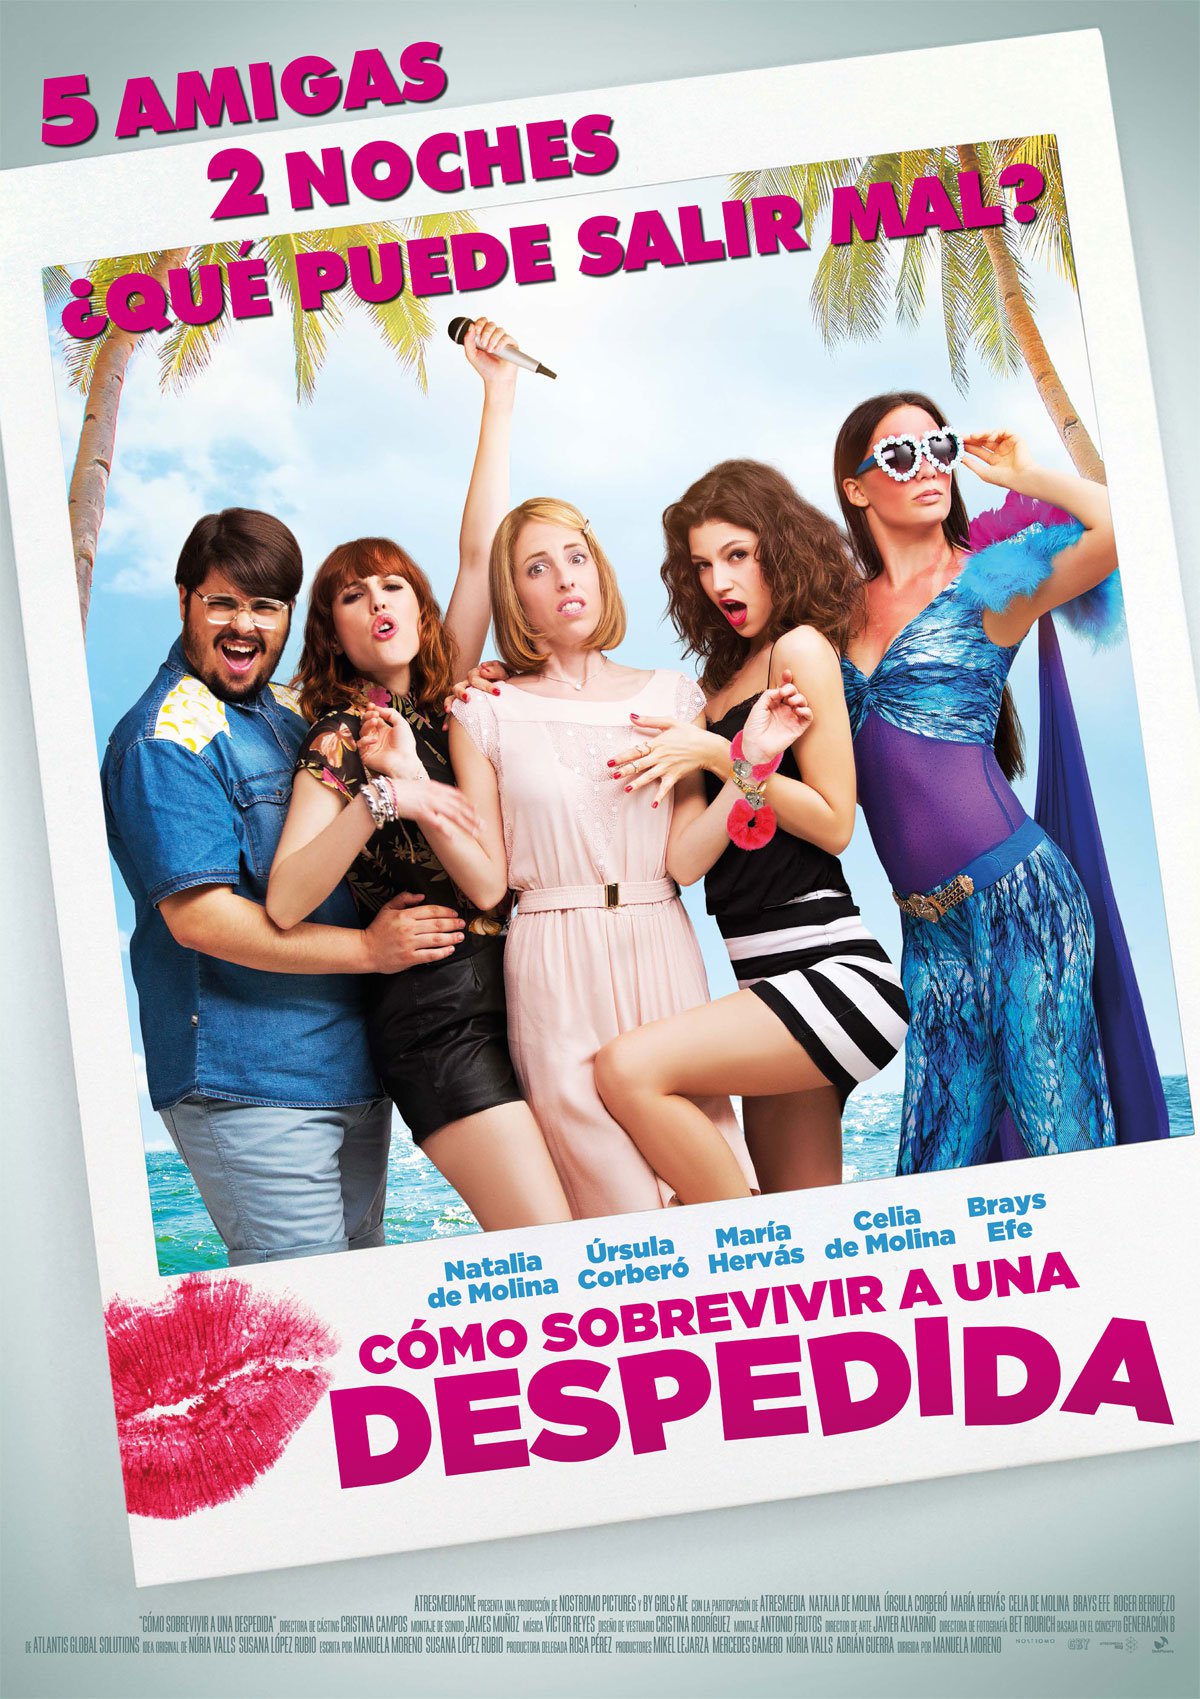 5 AMIGAS
2 NOCHES
¿QUÉ PUEDE SALIR MAL?
Natalia de Molina
Úrsula Corberó
María Hervás
Celia de Molina
Brays Efe
CÓMO SOBREVIVIR A UNA
DESPEDIDA
ATRESMEDIACINE PRESENTA UNA PRODUCCIÓN DE NOSTROMO PICTURES Y BY GIRLS AIE CON LA PARTICIPACIÓN DE ATRESMEDIA NATALIA DE MOLINA ÚRSULA CORBERÓ MARÍA HERVÁS CELIA DE MOLINA BRAYS EFE ROGER BERRUEZO
"CÓMO SOBREVIVIR A UNA DESPEDIDA" DIRECTORA DE CÁSTING CRISTINA CAMPOS MONTAJE DE SONIDO JAMES MUÑOZ MÚSICA VÍCTOR REYES DISEÑO DE VESTUARIO CRISTINA RODRÍGUEZ MONTAJE ANTONIO FRUTOS DIRECTOR DE ARTE JAVIER ALVARIÑO DIRECTORA DE FOTOGRAFÍA BET ROURICH BASADA EN EL CONCEPTO GENERACIÓN B
DE ATLANTIS GLOBAL SOLUTIONS IDEA ORIGINAL DE NÚRIA VALLS SUSANA LÓPEZ RUBIO ESCRITA POR MANUELA MORENO SUSANA LÓPEZ RUBIO PRODUCTORA DELEGADA ROSA PÉREZ PRODUCTORES MIKEL LEJARZA MERCEDES GAMERO NÚRIA VALLS ADRIÁN GUERRA DIRIGIDA POR MANUELA MORENO
NOSTROMO